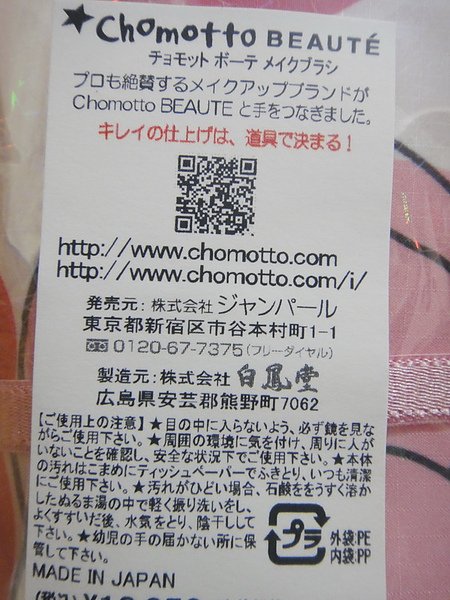 ★Chomotto BEAUTÉ
チョモット ボーテ メイクブラシ
プロも絶賛するメイクアップブランドが
Chomotto BEAUTE と手をつなぎました。
キレイの仕上げは、道具で決まる！
http://www.chomotto.com
http://www.chomotto.com/i/
発売元: 株式会社 ジャンパール
東京都新宿区市谷本村町1-1
0120-67-7375(フリーダイヤル)
製造元: 株式会社 白鳳堂
広島県安芸郡熊野町7062
【ご使用上の注意】★目の中に入らないよう、必ず鏡を見な
がらご使用下さい。★周囲の環境に気を付け、周りに人が
いないことを確認し、安全な状況下でご使用下さい。★本体
の汚れはこまめにティッシュペーパーでふきとり、いつも清潔
にご使用下さい。★汚れがひどい場合、石鹸ををうすく溶か
したぬるま湯の中で軽く振り洗いをし、
よくすすいだ後、水気をとり、陰干しして
下さい。★幼児の手の届かない所に保
管して下さい。
プラ
外袋:PE
内袋:PP
MADE IN JAPAN